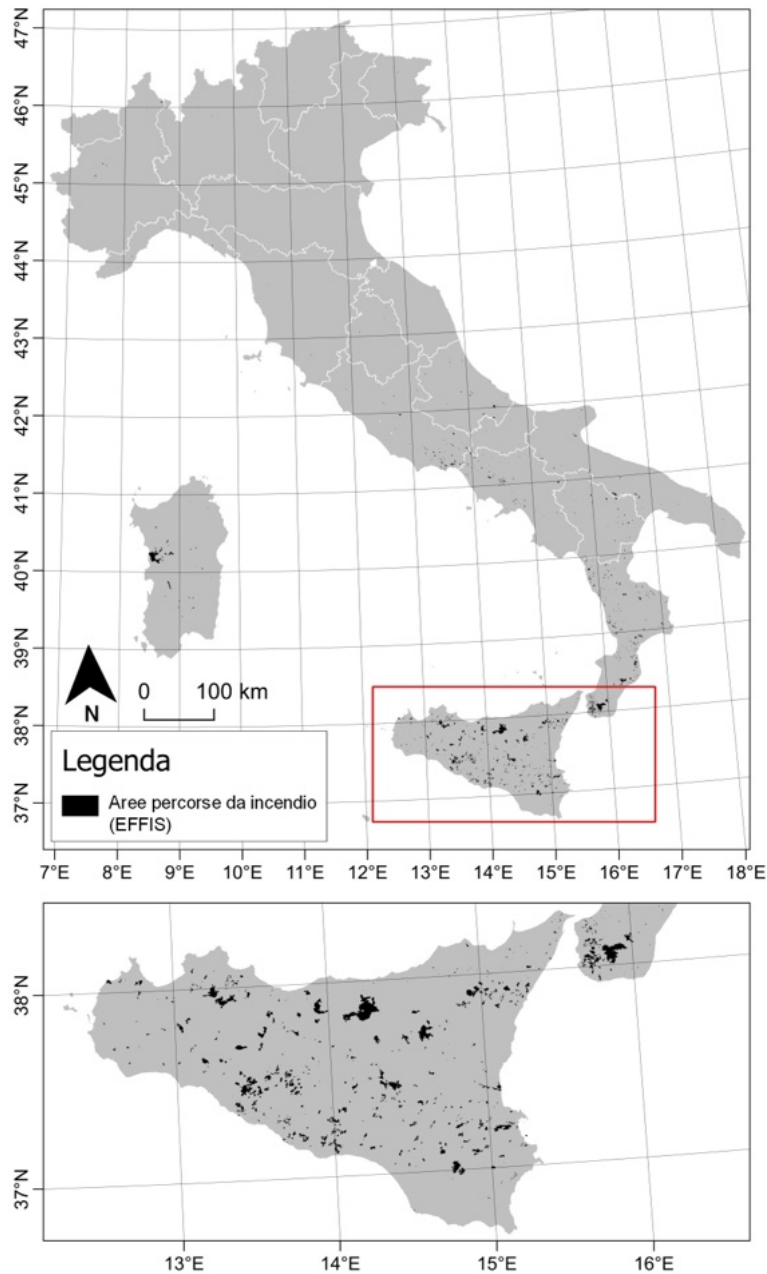 47°N
46°N
45°N
44°N
43°N
42°N
41°N
40°N
39°N
38°N
37°N
N
0 100 km
Legenda
Aree percorse da incendio
(EFFIS)
7°E 8°E 9°E 10°E 11°E 12°E 13°E 14°E 15°E 16°E 17°E 18°E
38°N
37°N
13°E 14°E 15°E 16°E